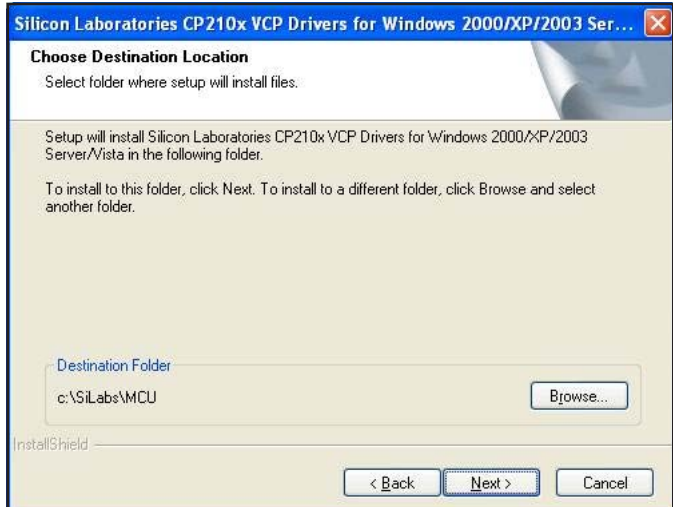 Silicon Laboratories CP210x VCP Drivers for Windows 2000/XP/2003 Ser...
Choose Destination Location
Select folder where setup will install files.
Setup will install Silicon Laboratories CP210x VCP Drivers for Windows 2000/XP/2003
Server/Vista in the following folder.
To install to this folder, click Next. To install to a different folder, click Browse and select
another folder.
Destination Folder
c:\SiLabs\MCU
Browse...
InstallShield
< Back
Next >
Cancel